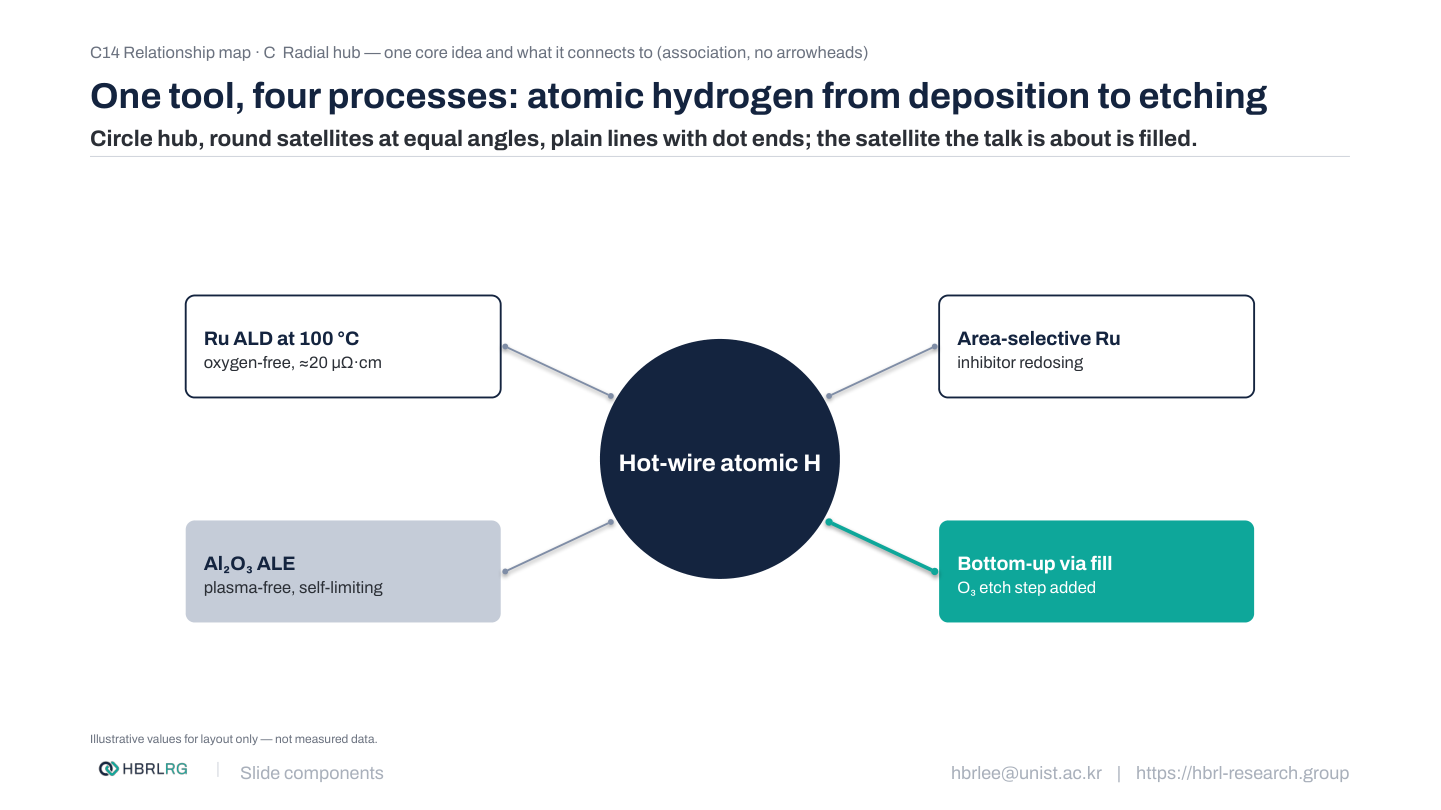 C14 Relationship map · C  Radial hub — one core idea and what it connects to (association, no arrowheads)
One tool, four processes: atomic hydrogen from deposition to etching
Circle hub, round satellites at equal angles, plain lines with dot ends; the satellite the talk is about is filled.
Ru ALD at 100 °C
oxygen-free, ≈20 µΩ·cm
Area-selective Ru
inhibitor redosing
Hot-wire atomic H
Al₂O₃ ALE
plasma-free, self-limiting
Bottom-up via fill
O₃ etch step added
Illustrative values for layout only — not measured data.
HBRLRG | Slide components
hbrlee@unist.ac.kr | https://hbrl-research.group